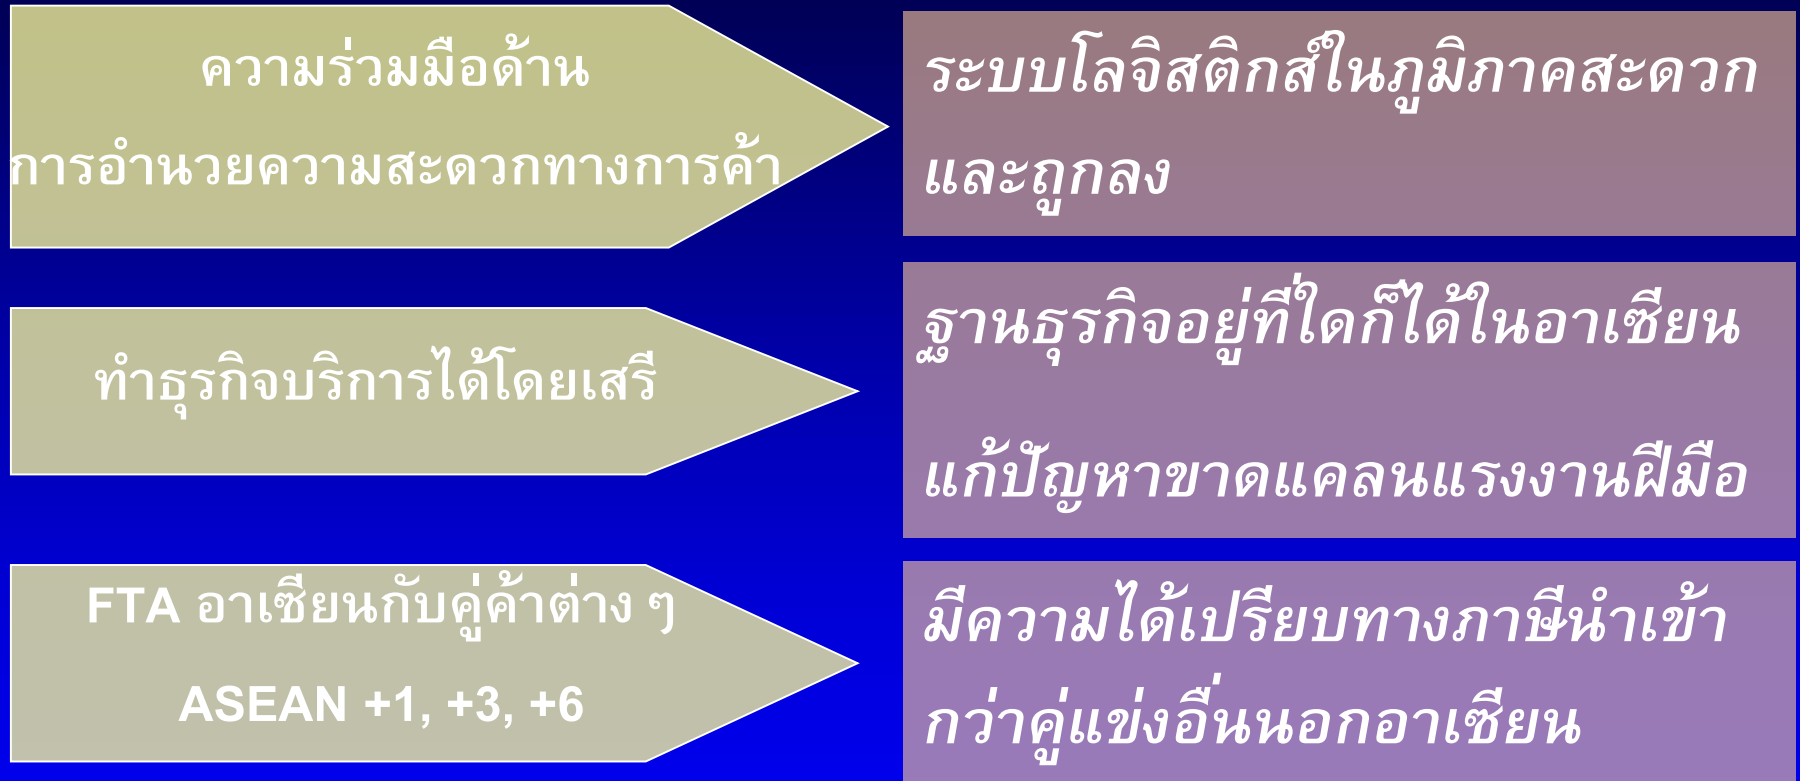 ความร่วมมือด้าน
การอำนวยความสะดวกทางการค้า
ระบบโลจิสติกส์ในภูมิภาคสะดวก
และถูกลง
ทำธุรกิจบริการได้โดยเสรี
ฐานธุรกิจอยู่ที่ใดก็ได้ในอาเซียน
แก้ปัญหาขาดแคลนแรงงานฝีมือ
FTA อาเซียนกับคู่ค้าต่าง ๆ
ASEAN +1, +3, +6
มีความได้เปรียบทางภาษีนำเข้า
กว่าคู่แข่งอื่นนอกอาเซียน